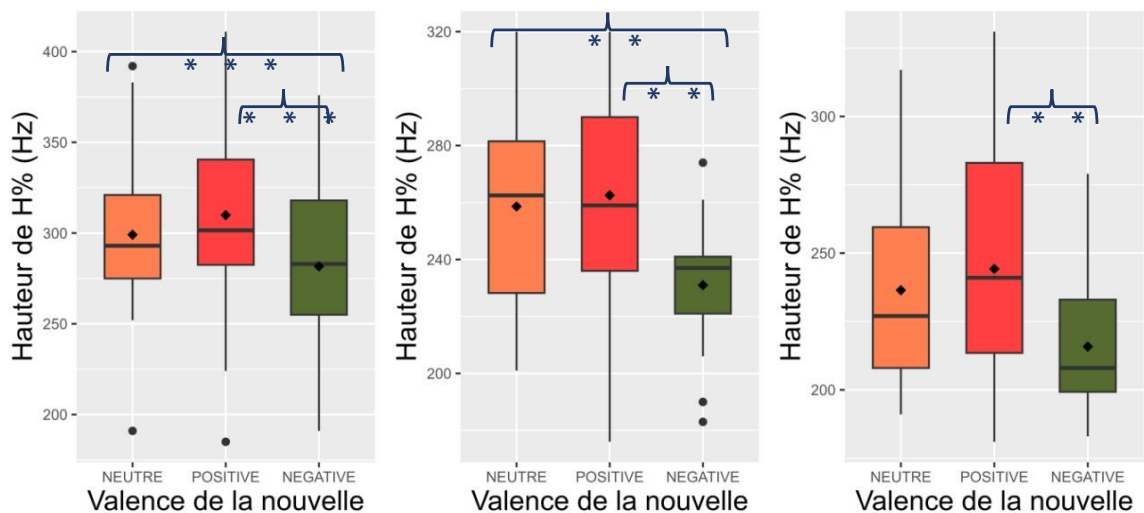 Hauteur de H% (Hz)
400
350
300
250
200
* * *
* * *
NEUTRE POSITIVE NEGATIVE
Valence de la nouvelle
Hauteur de H% (Hz)
320
280
240
200
* *
* *
NEUTRE POSITIVE NEGATIVE
Valence de la nouvelle
Hauteur de H% (Hz)
300
250
200
* *
NEUTRE POSITIVE NEGATIVE
Valence de la nouvelle